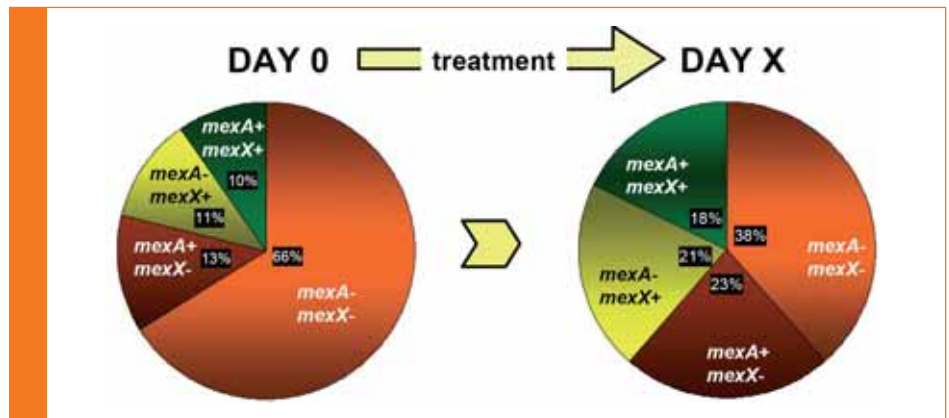 DAY 0 treatment DAY X
mexA+
mexX+
10%
mexA-
mexX+
11%
mexA+
mexX-
13%
66%
mexA-
mexX-
mexA+
mexX+
18%
38%
mexA-
mexX-
21%
mexA-
mexX+
23%
mexA+
mexX-